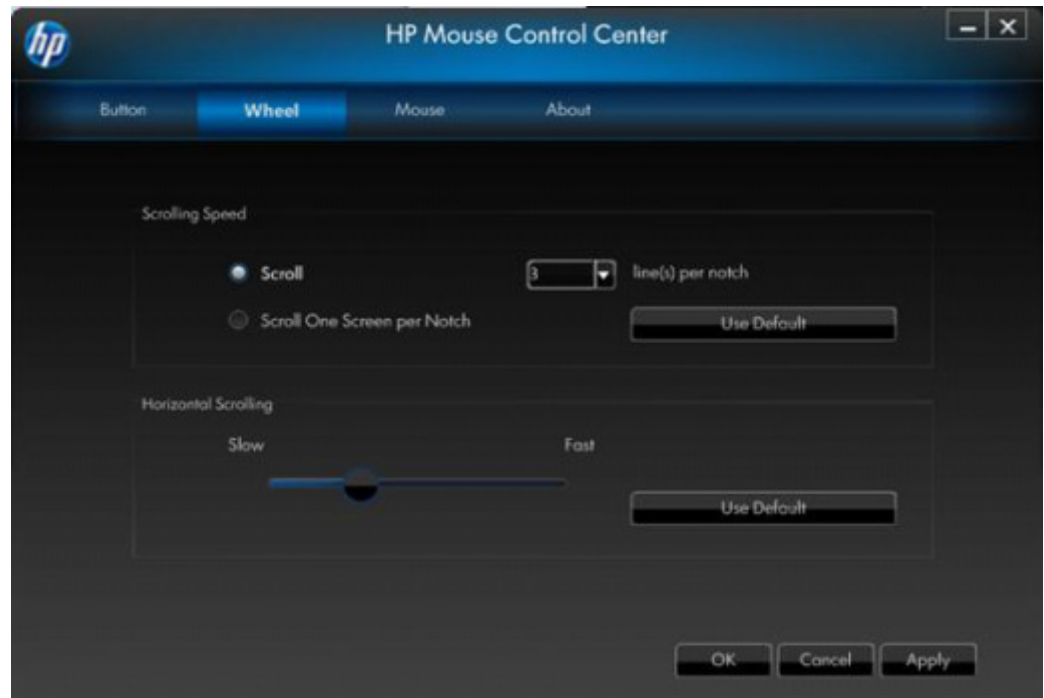 hp
HP Mouse Control Center
Button Wheel Mouse About
Scrolling Speed
Scroll 3 line(s) per notch
Scroll One Screen per Notch Use Default
Horizontal Scrolling
Slow Fast
Use Default
OK Cancel Apply